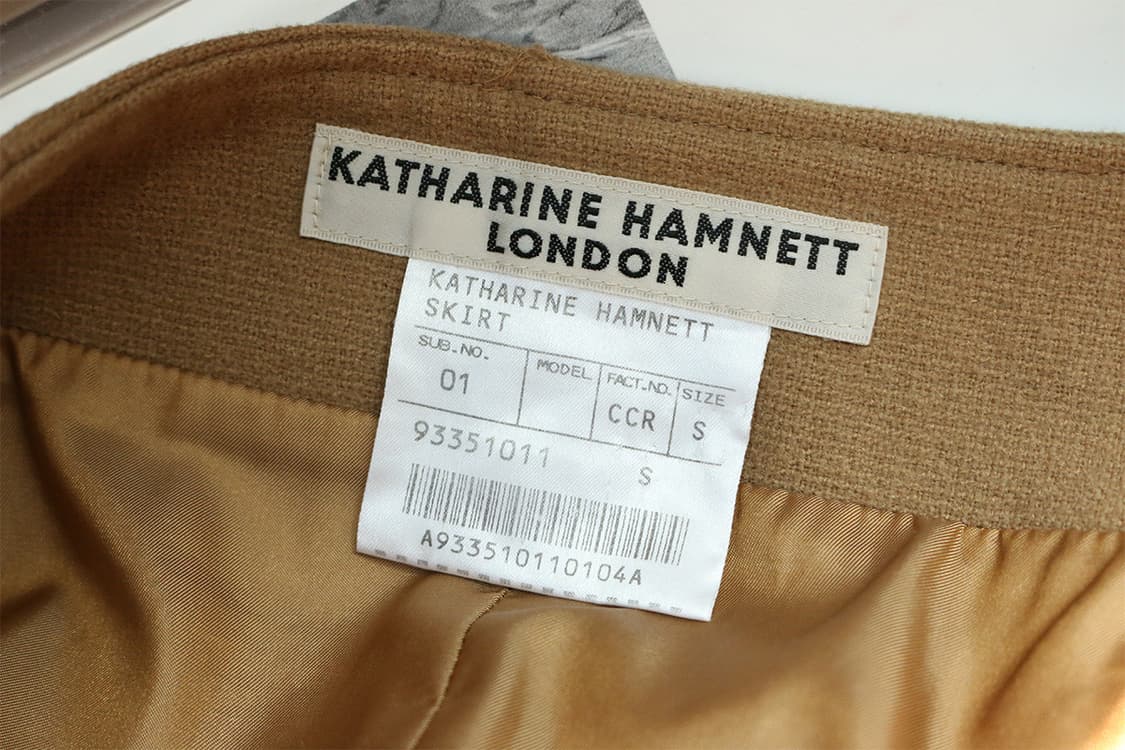 KATHARINE HAMNETT
LONDON
KATHARINE HAMNETT
SKIRT
SUB.NO. MODEL FACT.NO. SIZE
01 CCR S
93351011 S
A933510110104A